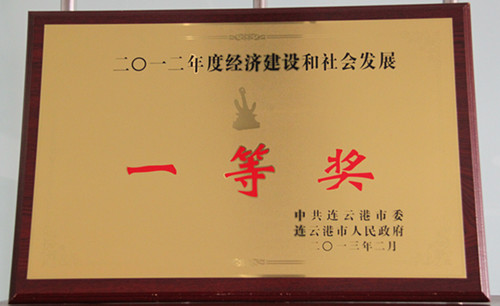 二〇一二年度经济建设和社会发展
一等奖
中共连云港市委
连云港市人民政府
二〇一三年二月